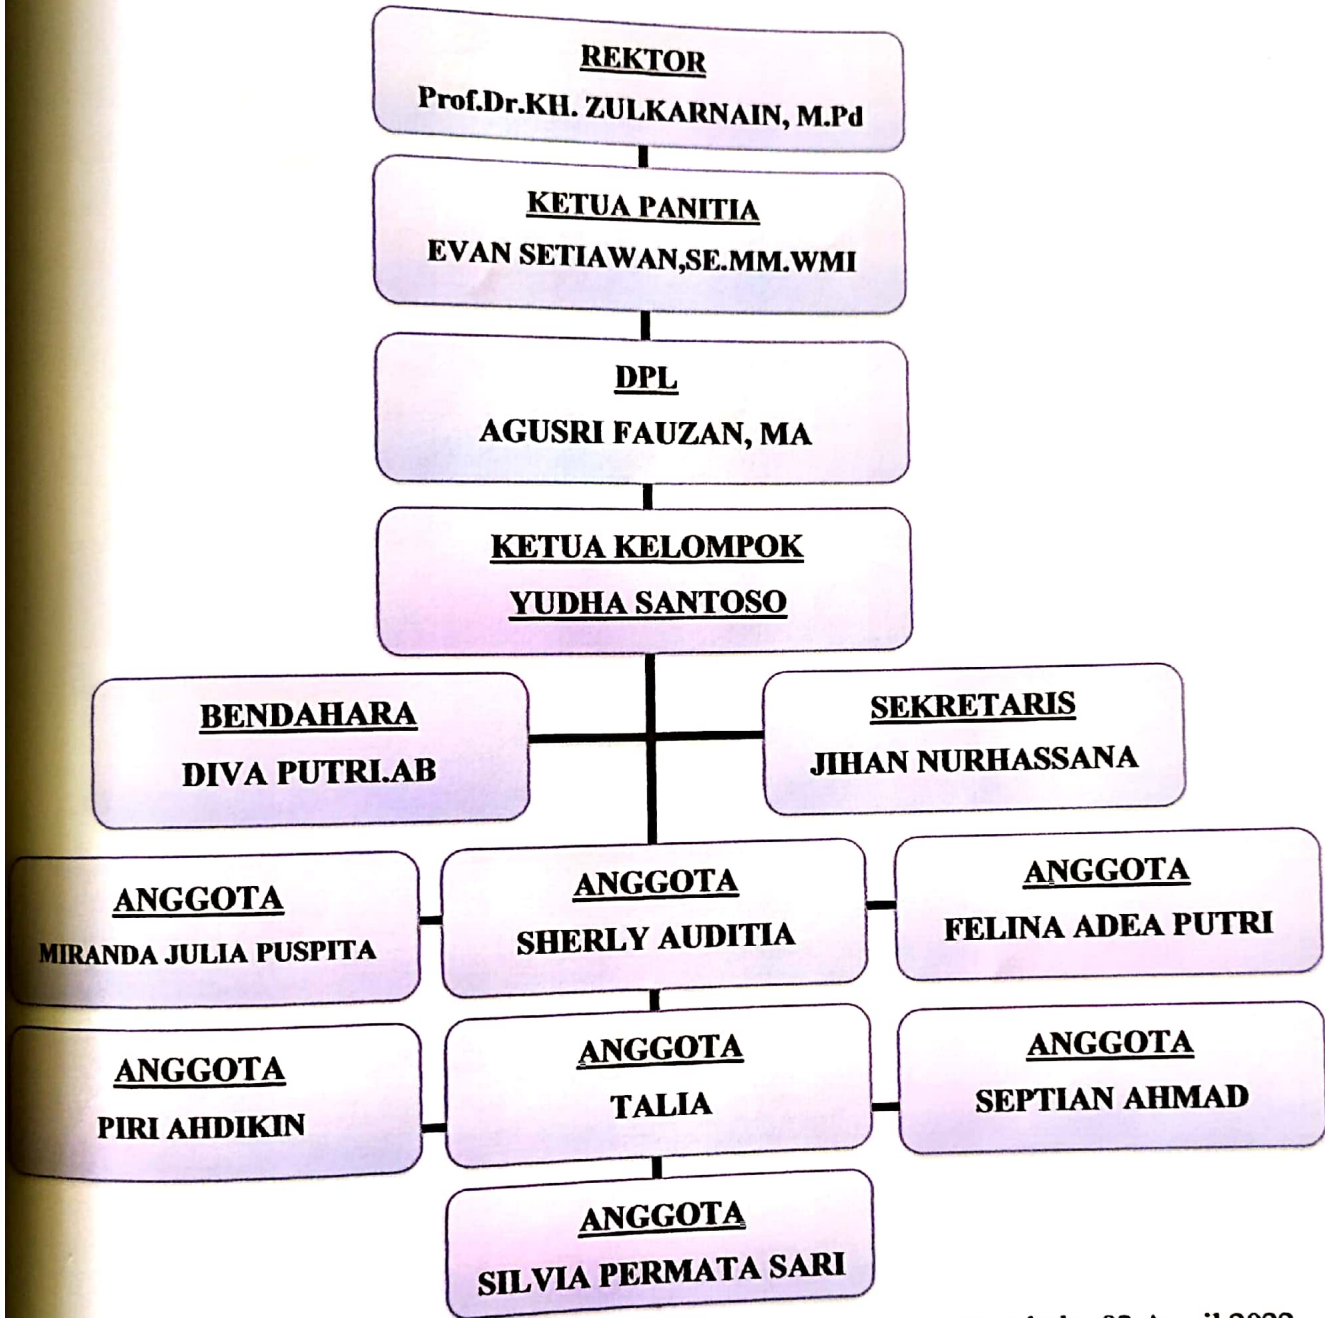 REKTOR
Prof.Dr.KH. ZULKARNAIN, M.Pd
KETUA PANITIA
EVAN SETIAWAN,SE.MM.WMI
DPL
AGUSRI FAUZAN, MA
KETUA KELOMPOK
YUDHA SANTOSO
BENDAHARA
DIVA PUTRI.AB
SEKRETARIS
JIHAN NURHASSANA
ANGGOTA
MIRANDA JULIA PUSPITA
ANGGOTA
SHERLY AUDITIA
ANGGOTA
FELINA ADEA PUTRI
ANGGOTA
PIRI AHDIKIN
ANGGOTA
TALIA
ANGGOTA
SEPTIAN AHMAD
ANGGOTA
SILVIA PERMATA SARI